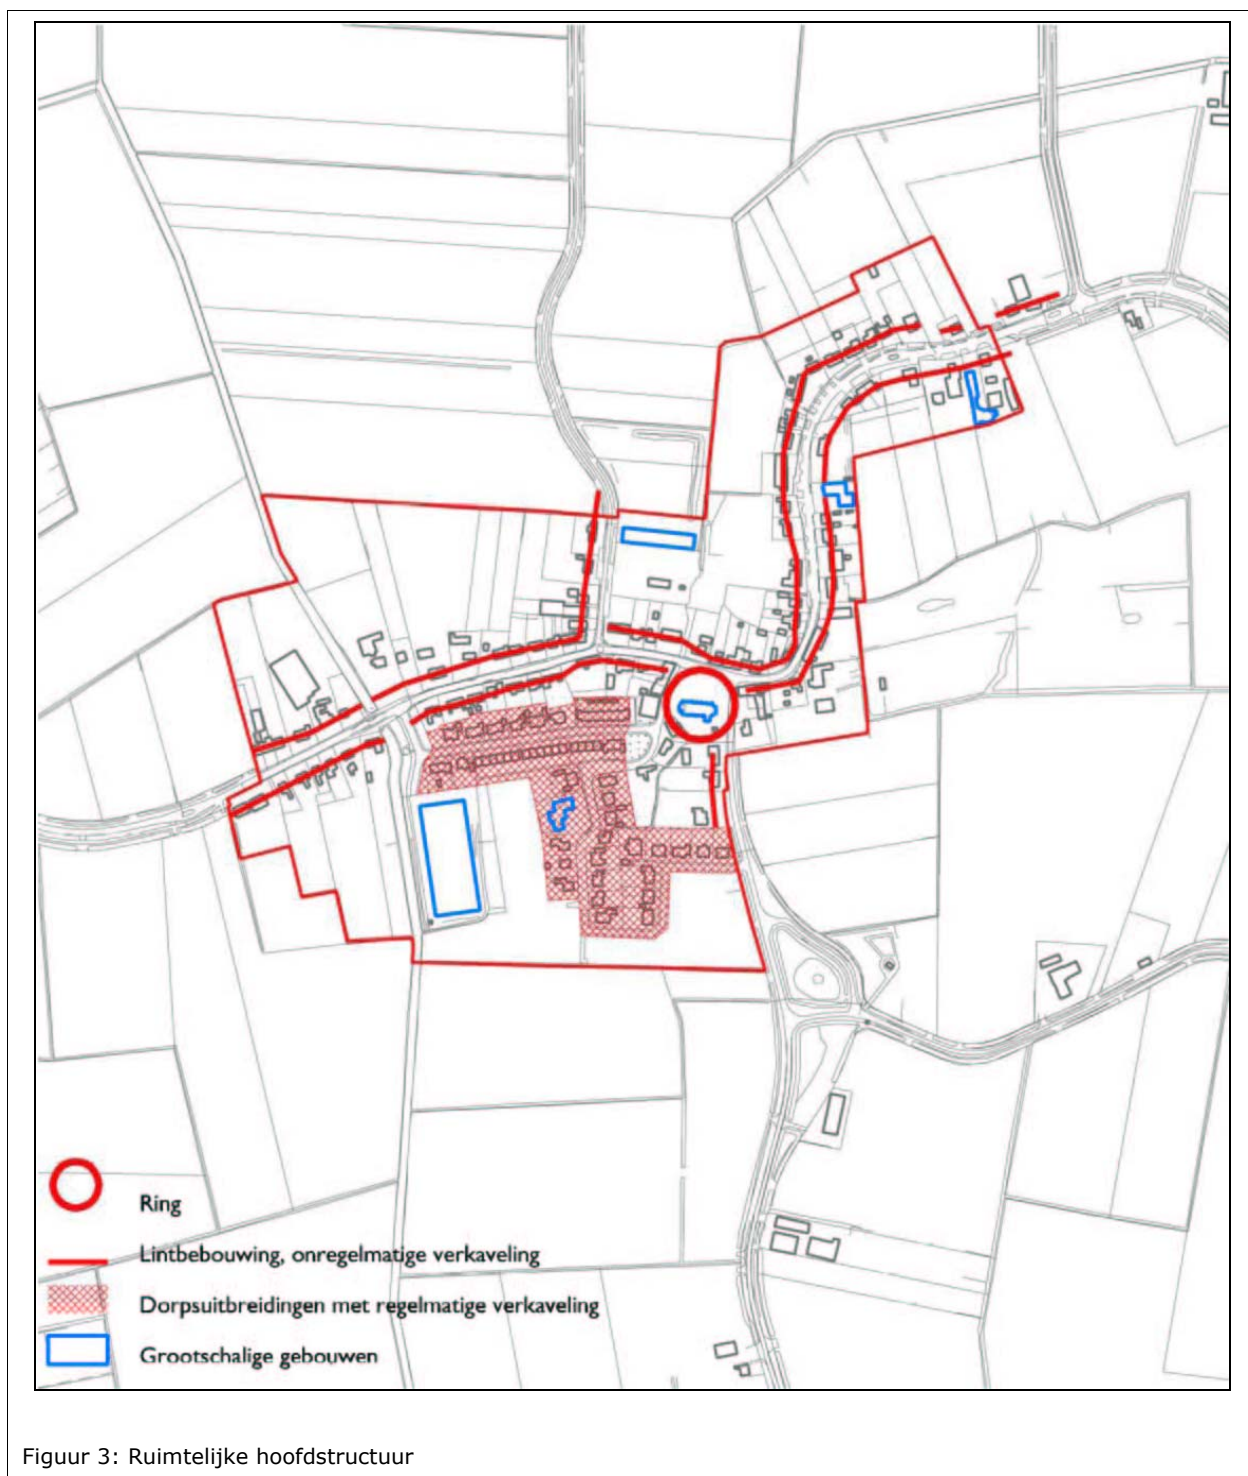 Ring
Lintbebouwing, onregelmatige verkaveling
Dorpsuitbreidingen met regelmatige verkaveling
Grootschalige gebouwen
Figuur 3: Ruimtelijke hoofdstructuur